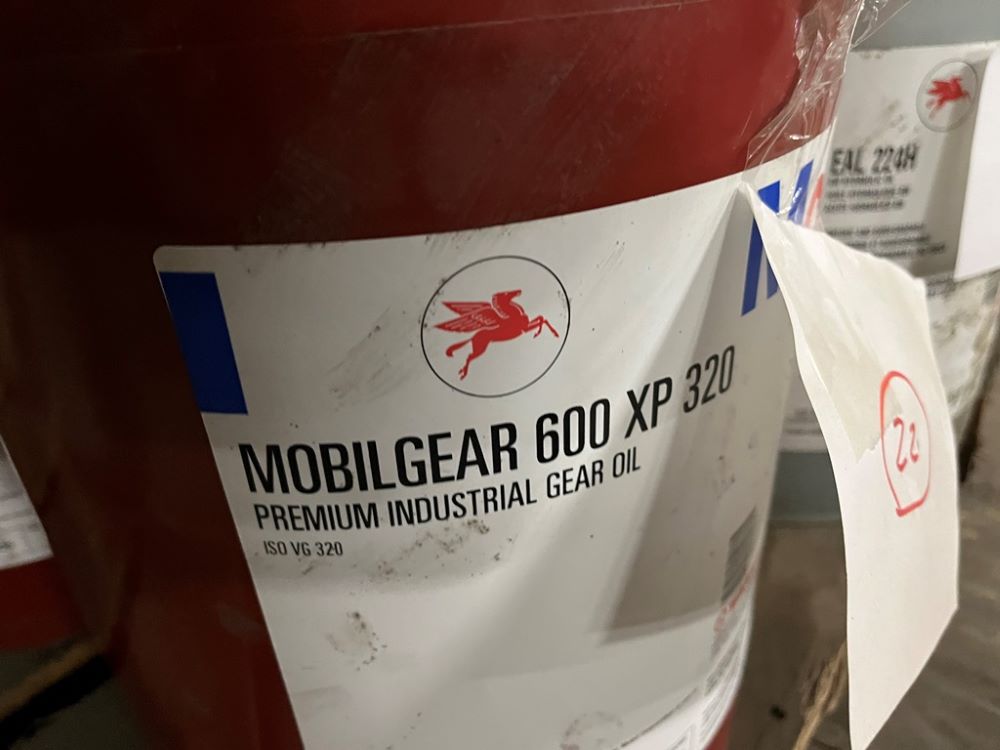 MOBILGEAR 600 XP 320
PREMIUM INDUSTRIAL GEAR OIL
ISO VG 320
M
EAL 224H
22